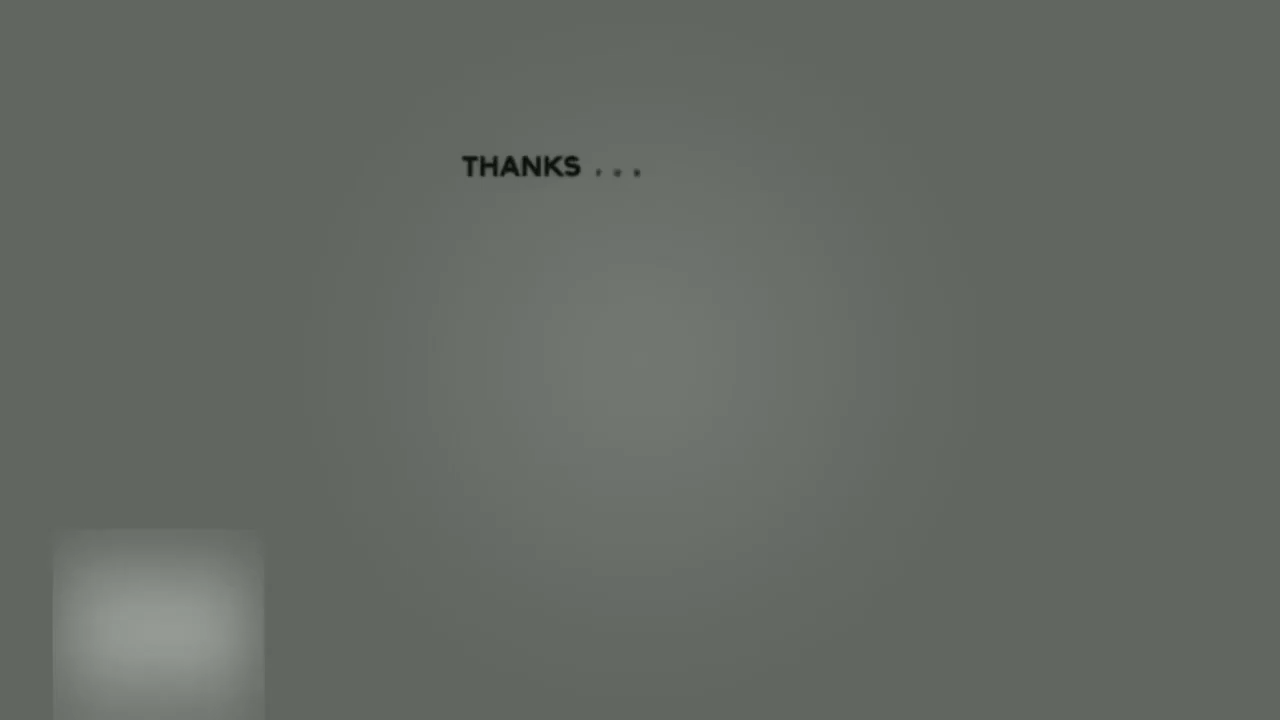 THANKS . . .